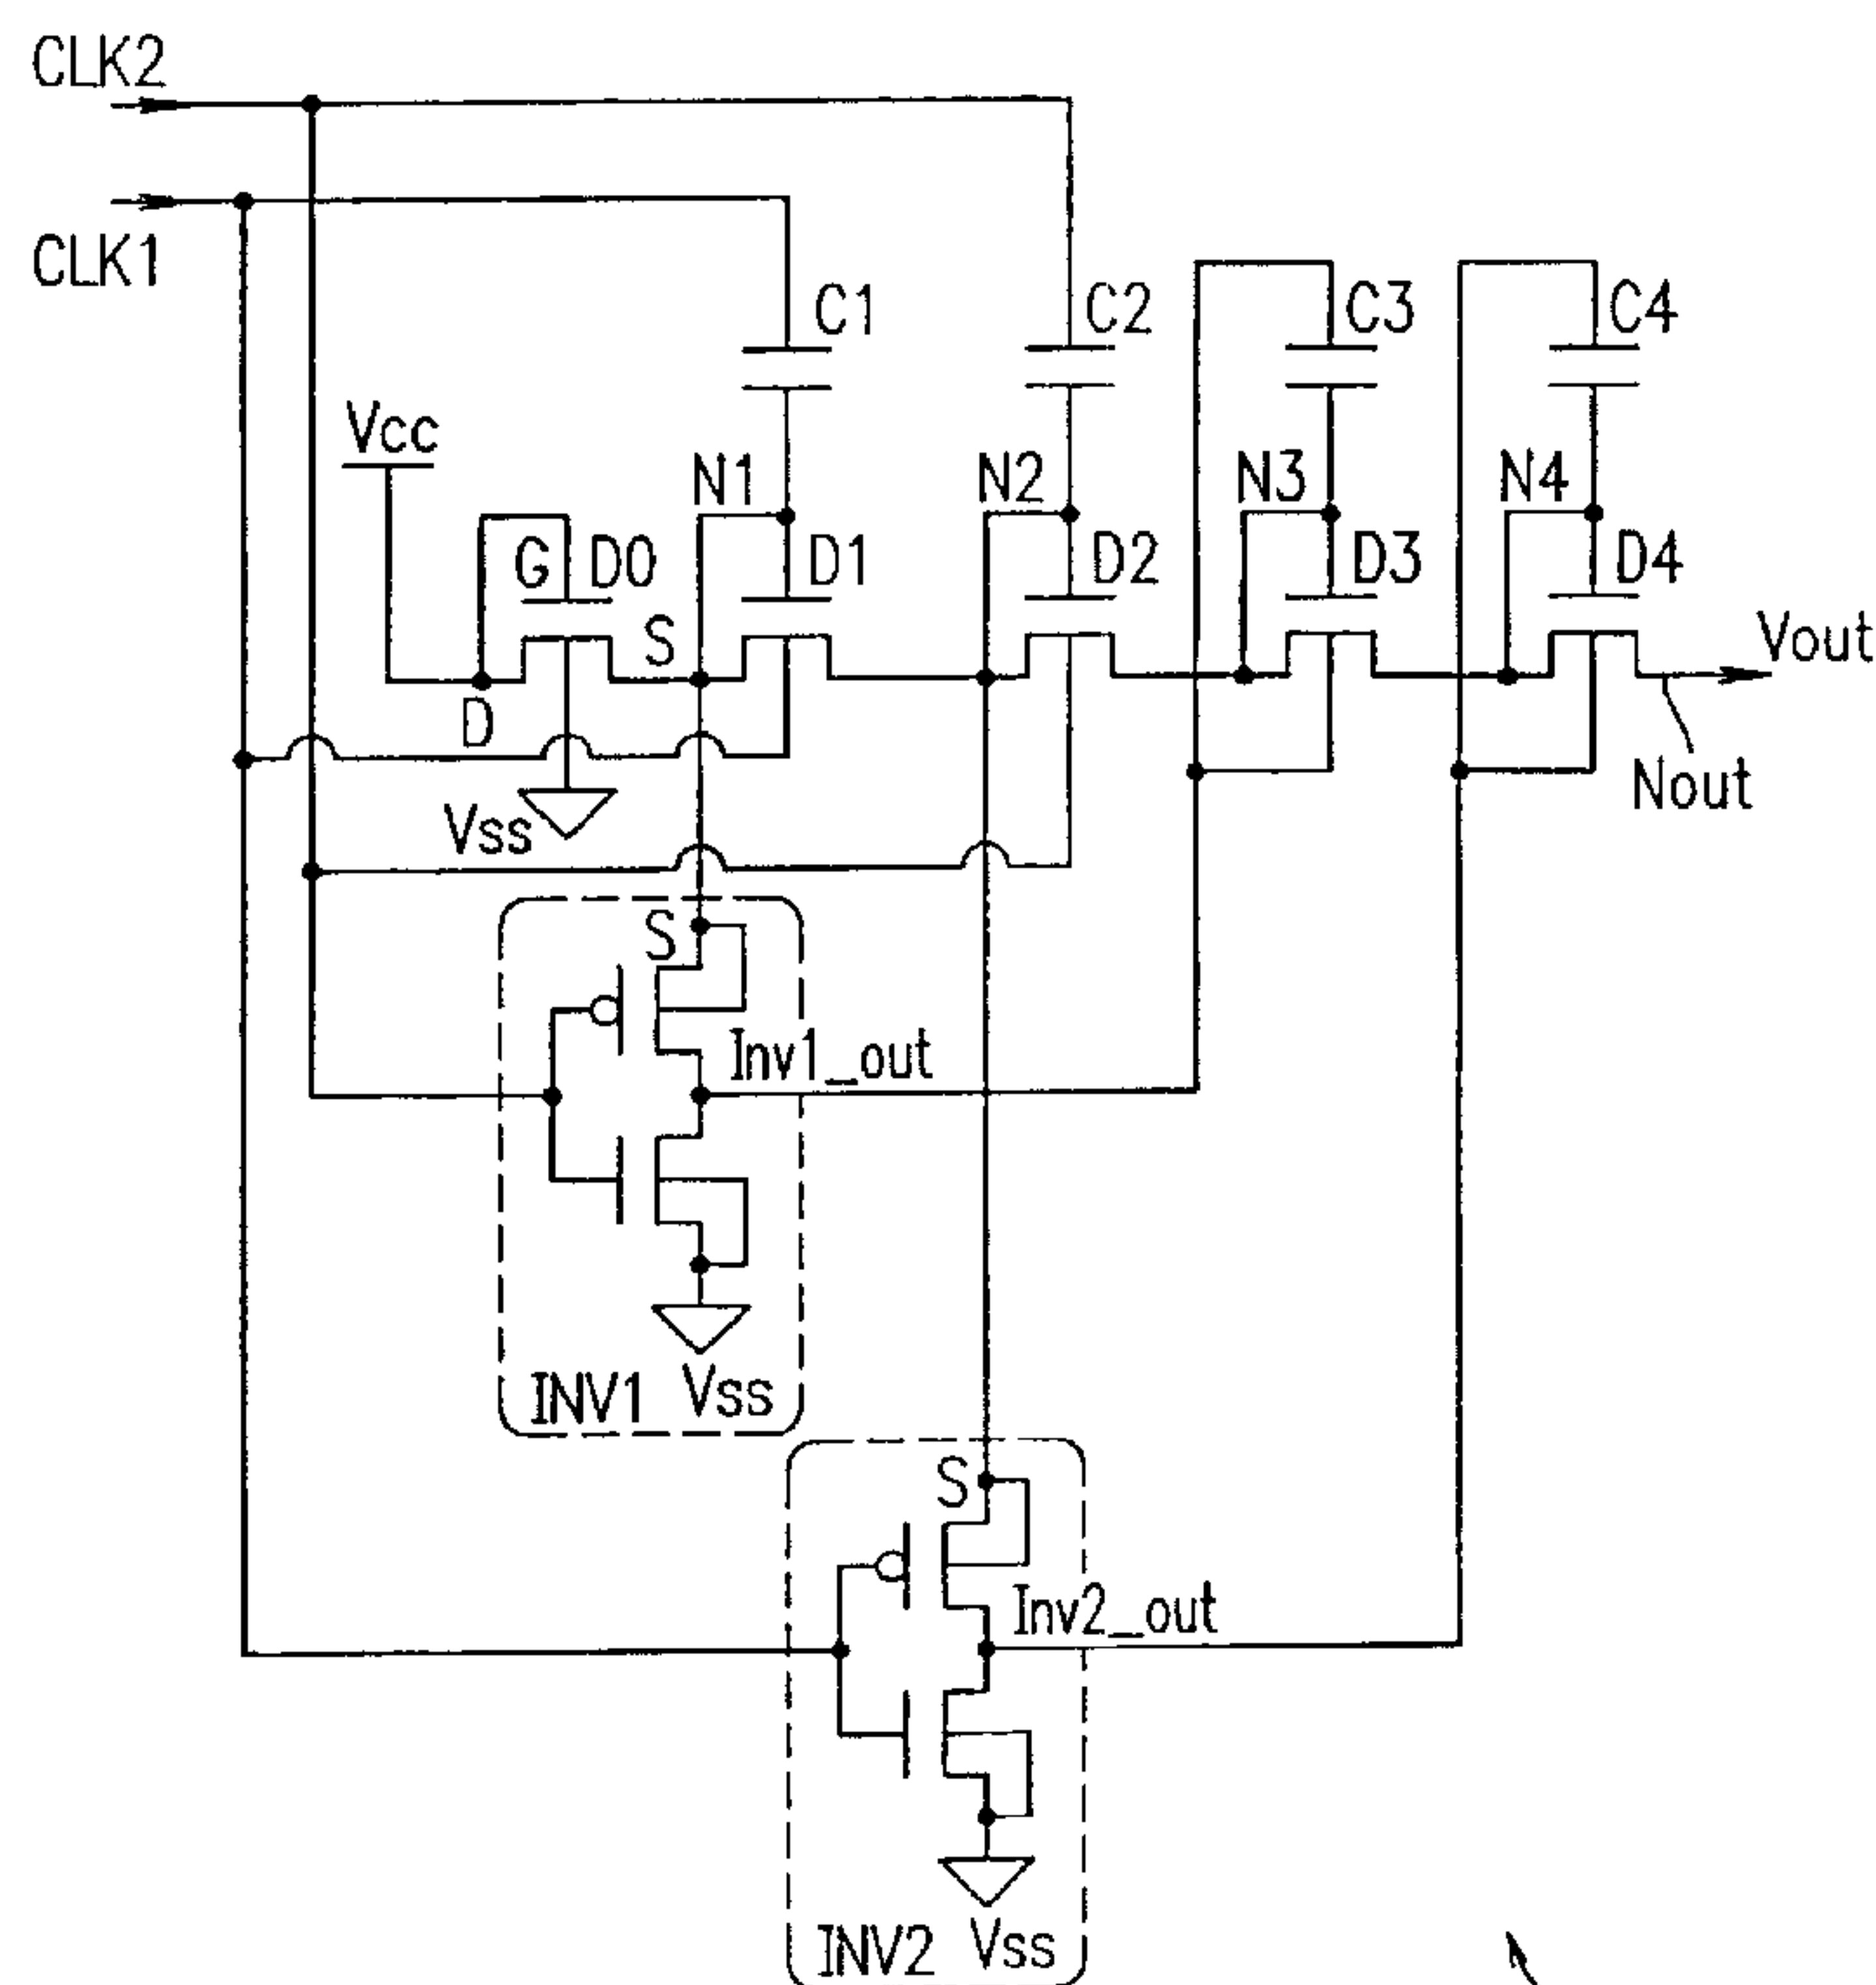 CLK2
CLK1
C1
C2
C3
C4
Vcc
N1
N2
N3
N4
G
D0
D1
D2
D3
D4
S
Vout
D
Nout
Vss
S
Inv1_out
INV1
Vss
S
Inv2_out
INV2
Vss